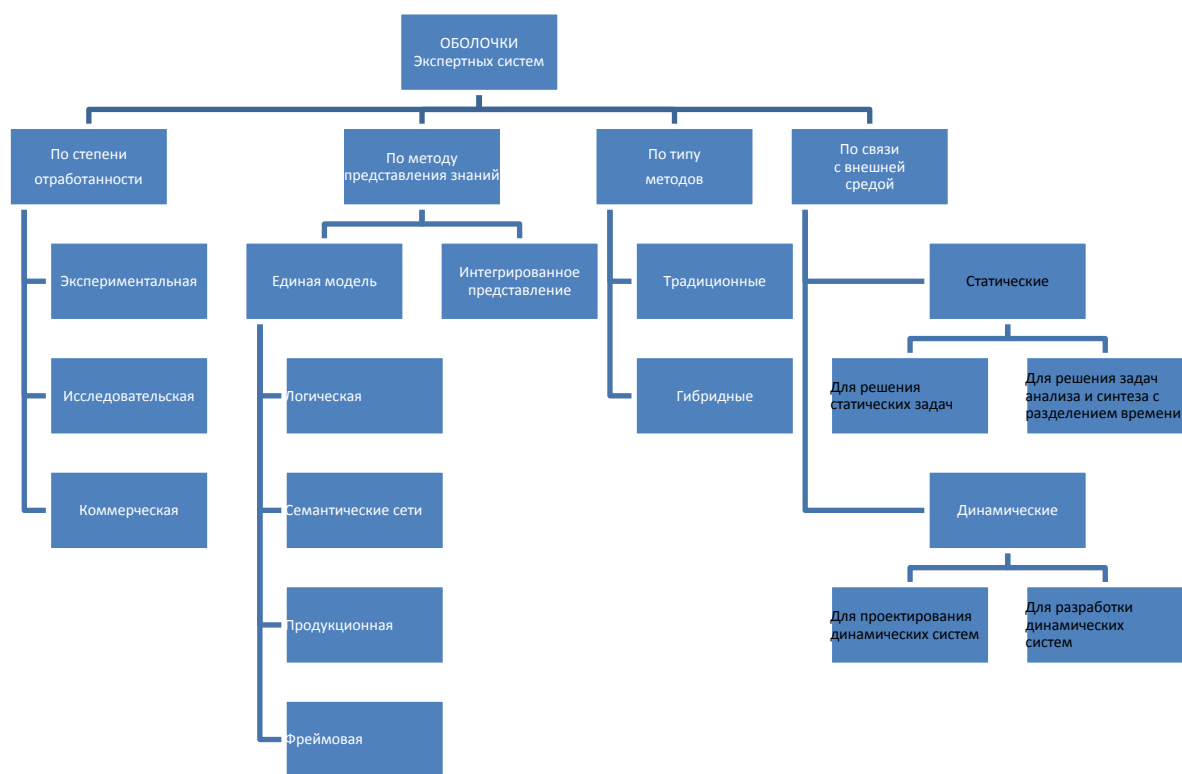 ОБОЛОЧКИ
Экспертных систем
По степени
отработанности
По методу
представления знаний
По типу
методов
По связи
с внешней
средой
Экспериментальная
Единая модель
Интегрированное
представление
Традиционные
Статические
Исследовательская
Логическая
Гибридные
Для решения
статических задач
Для решения задач
анализа и синтеза с
разделением времени
Коммерческая
Семантические сети
Динамические
Продукционная
Для проектирования
динамических систем
Для разработки
динамических
систем
Фреймовая